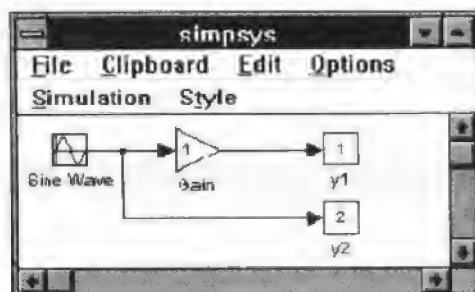 simpsys
File Clipboard Edit Options
Simulation Style
1
1
Sine Wave
Gain
y1
2
y2